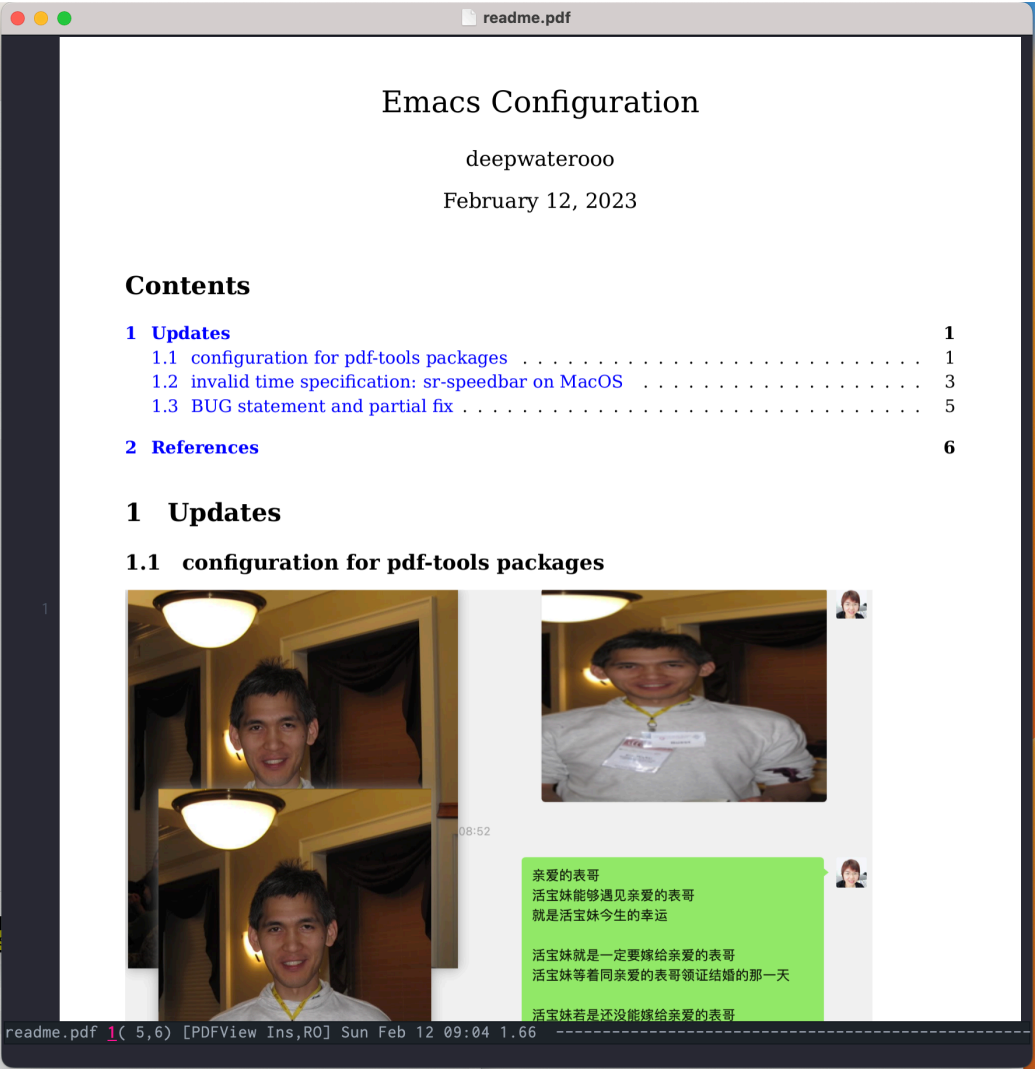 readme.pdf
Emacs Configuration
deepwaterooo
February 12, 2023
Contents
1 Updates 1
1.1 configuration for pdf-tools packages . . . . . . . . . . . . . . . . . . . . . . . . . . . 1
1.2 invalid time specification: sr-speedbar on MacOS . . . . . . . . . . . . . . . . . . . 3
1.3 BUG statement and partial fix . . . . . . . . . . . . . . . . . . . . . . . . . . . . . . . 5
2 References 6
1 Updates
1.1 configuration for pdf-tools packages
1
08:52
亲爱的表哥
活宝妹能够遇见亲爱的表哥
就是活宝妹今生的幸运
活宝妹就是一定要嫁给亲爱的表哥
活宝妹等着同亲爱的表哥领证结婚的那一天
活宝妹若是还没能嫁给亲爱的表哥
readme.pdf 1( 5,6) [PDFView Ins,RO] Sun Feb 12 09:04 1.66 ------------------------------------------------